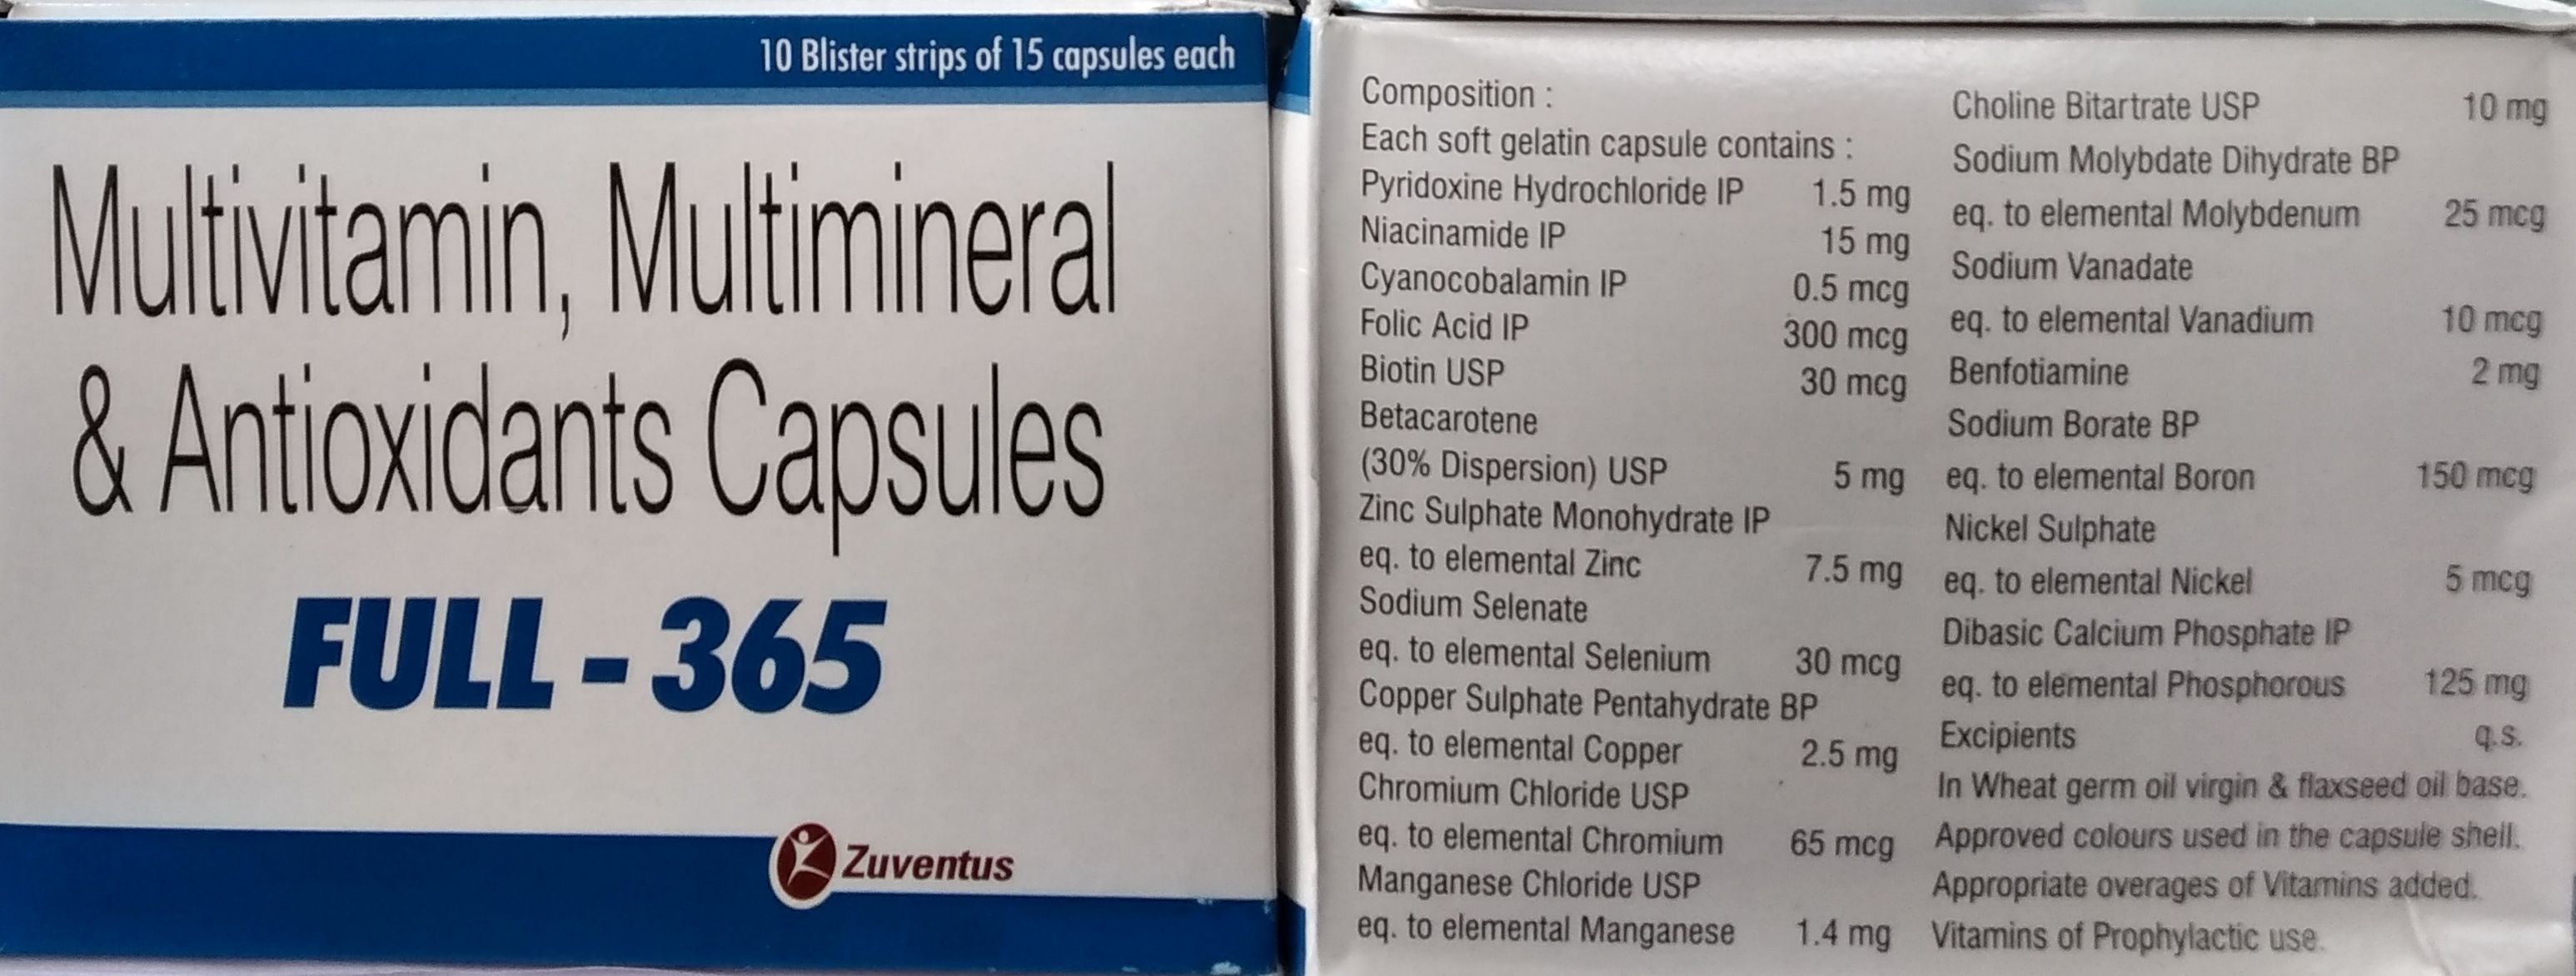 10 Blister strips of 15 capsules each
Multivitamin, Multimineral
& Antioxidants Capsules
FULL - 365
Zuventus
Composition :
Each soft gelatin capsule contains :
Pyridoxine Hydrochloride IP 1.5 mg
Niacinamide IP 15 mg
Cyanocobalamin IP 0.5 mcg
Folic Acid IP 300 mcg
Biotin USP 30 mcg
Betacarotene
(30% Dispersion) USP 5 mg
Zinc Sulphate Monohydrate IP
eq. to elemental Zinc 7.5 mg
Sodium Selenate
eq. to elemental Selenium 30 mcg
Copper Sulphate Pentahydrate BP
eq. to elemental Copper 2.5 mg
Chromium Chloride USP
eq. to elemental Chromium 65 mcg
Manganese Chloride USP
eq. to elemental Manganese 1.4 mg
Choline Bitartrate USP 10 mg
Sodium Molybdate Dihydrate BP
eq. to elemental Molybdenum 25 mcg
Sodium Vanadate
eq. to elemental Vanadium 10 mcg
Benfotiamine 2 mg
Sodium Borate BP
eq. to elemental Boron 150 mcg
Nickel Sulphate
eq. to elemental Nickel 5 mcg
Dibasic Calcium Phosphate IP
eq. to elemental Phosphorous 125 mg
Excipients q.s.
In Wheat germ oil virgin & flaxseed oil base.
Approved colours used in the capsule shell.
Appropriate overages of Vitamins added.
Vitamins of Prophylactic use.